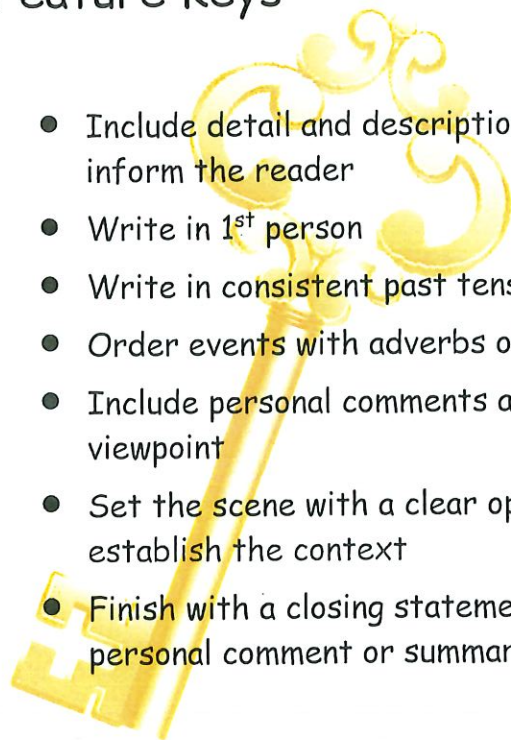 Keys
Include detail and
inform the reader
Write in 1st person
Write in consistent past
Order events with adverbs
Include personal comments
viewpoint
Set the scene with a clear
establish the context
Finish with a closing
personal comment or